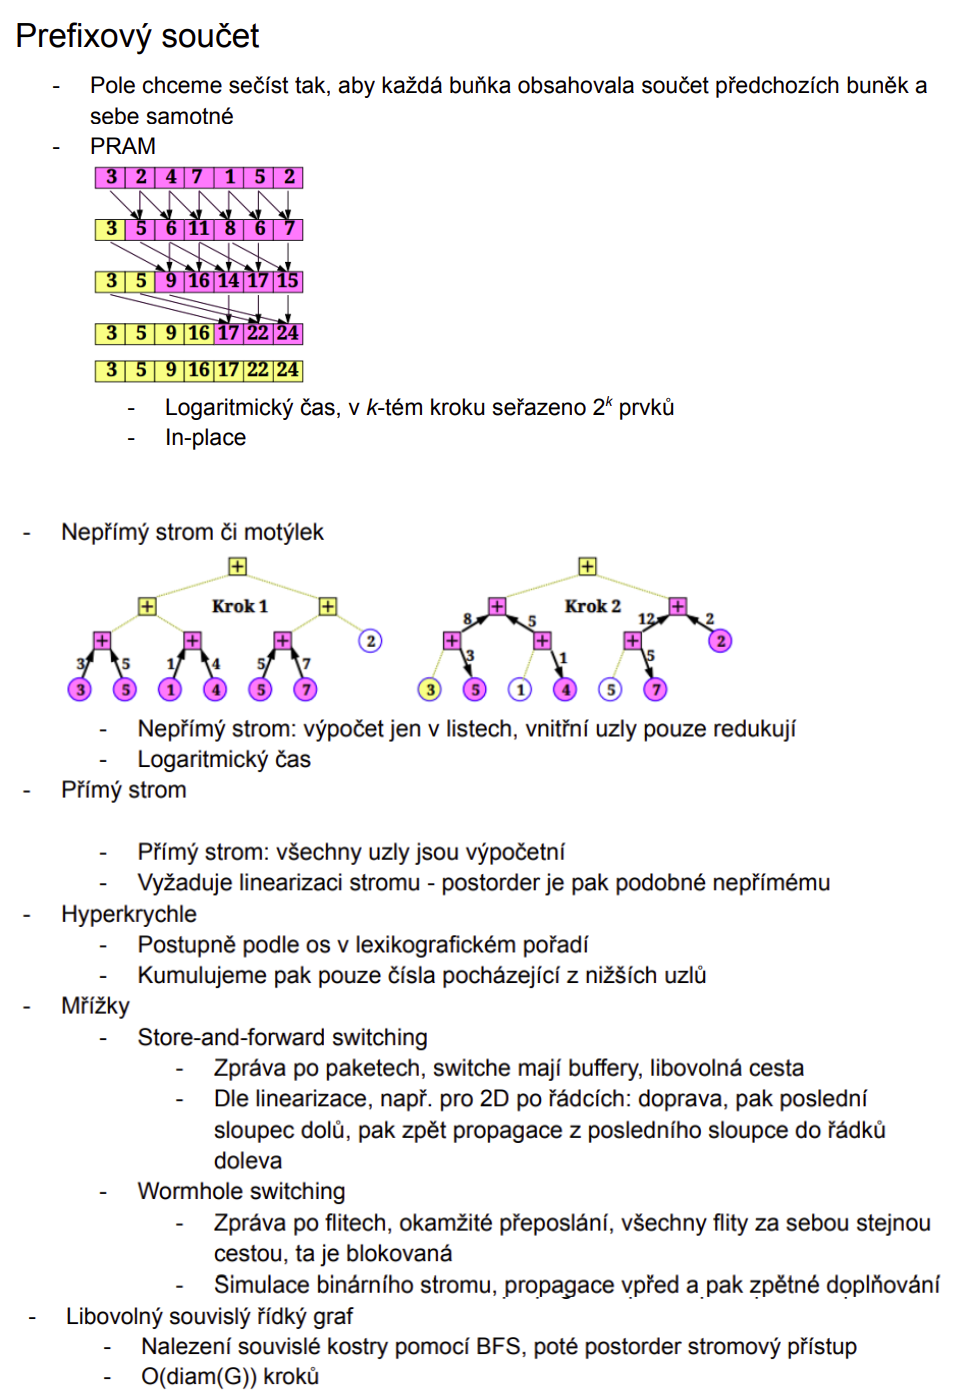 Prefixový součet
- Pole chceme sečíst tak, aby každá buňka obsahovala součet předchozích buněk a
sebe samotné
- PRAM
3 2 4 7 1 5 2
3 5 6 11 8 6 7
3 5 9 16 14 17 15
3 5 9 16 17 22 24
3 5 9 16 17 22 24
- Logaritmický čas, v k-tém kroku seřazeno 2^k prvků
- In-place
- Nepřímý strom či motýlek
+ +
+ Krok 1 + + Krok 2 +
8 5 12 2
+ + + 2 + + + 2
3 5 1 4 5 7 3 1 5
3 5 1 4 5 7 3 5 1 4 5 7
- Nepřímý strom: výpočet jen v listech, vnitřní uzly pouze redukují
- Logaritmický čas
- Přímý strom
- Přímý strom: všechny uzly jsou výpočetní
- Vyžaduje linearizaci stromu - postorder je pak podobné nepřímému
- Hyperkrychle
- Postupně podle os v lexikografickém pořadí
- Kumulujeme pak pouze čísla pocházející z nižších uzlů
- Mřížky
- Store-and-forward switching
- Zpráva po paketech, switche mají buffery, libovolná cesta
- Dle linearizace, např. pro 2D po řádcích: doprava, pak poslední
sloupec dolů, pak zpět propagace z posledního sloupce do řádků
doleva
- Wormhole switching
- Zpráva po flitech, okamžité přeposlání, všechny flity za sebou stejnou
cestou, ta je blokovaná
- Simulace binárního stromu, propagace vpřed a pak zpětné doplňování
- Libovolný souvislý řídký graf
- Nalezení souvislé kostry pomocí BFS, poté postorder stromový přístup
- O(diam(G)) kroků